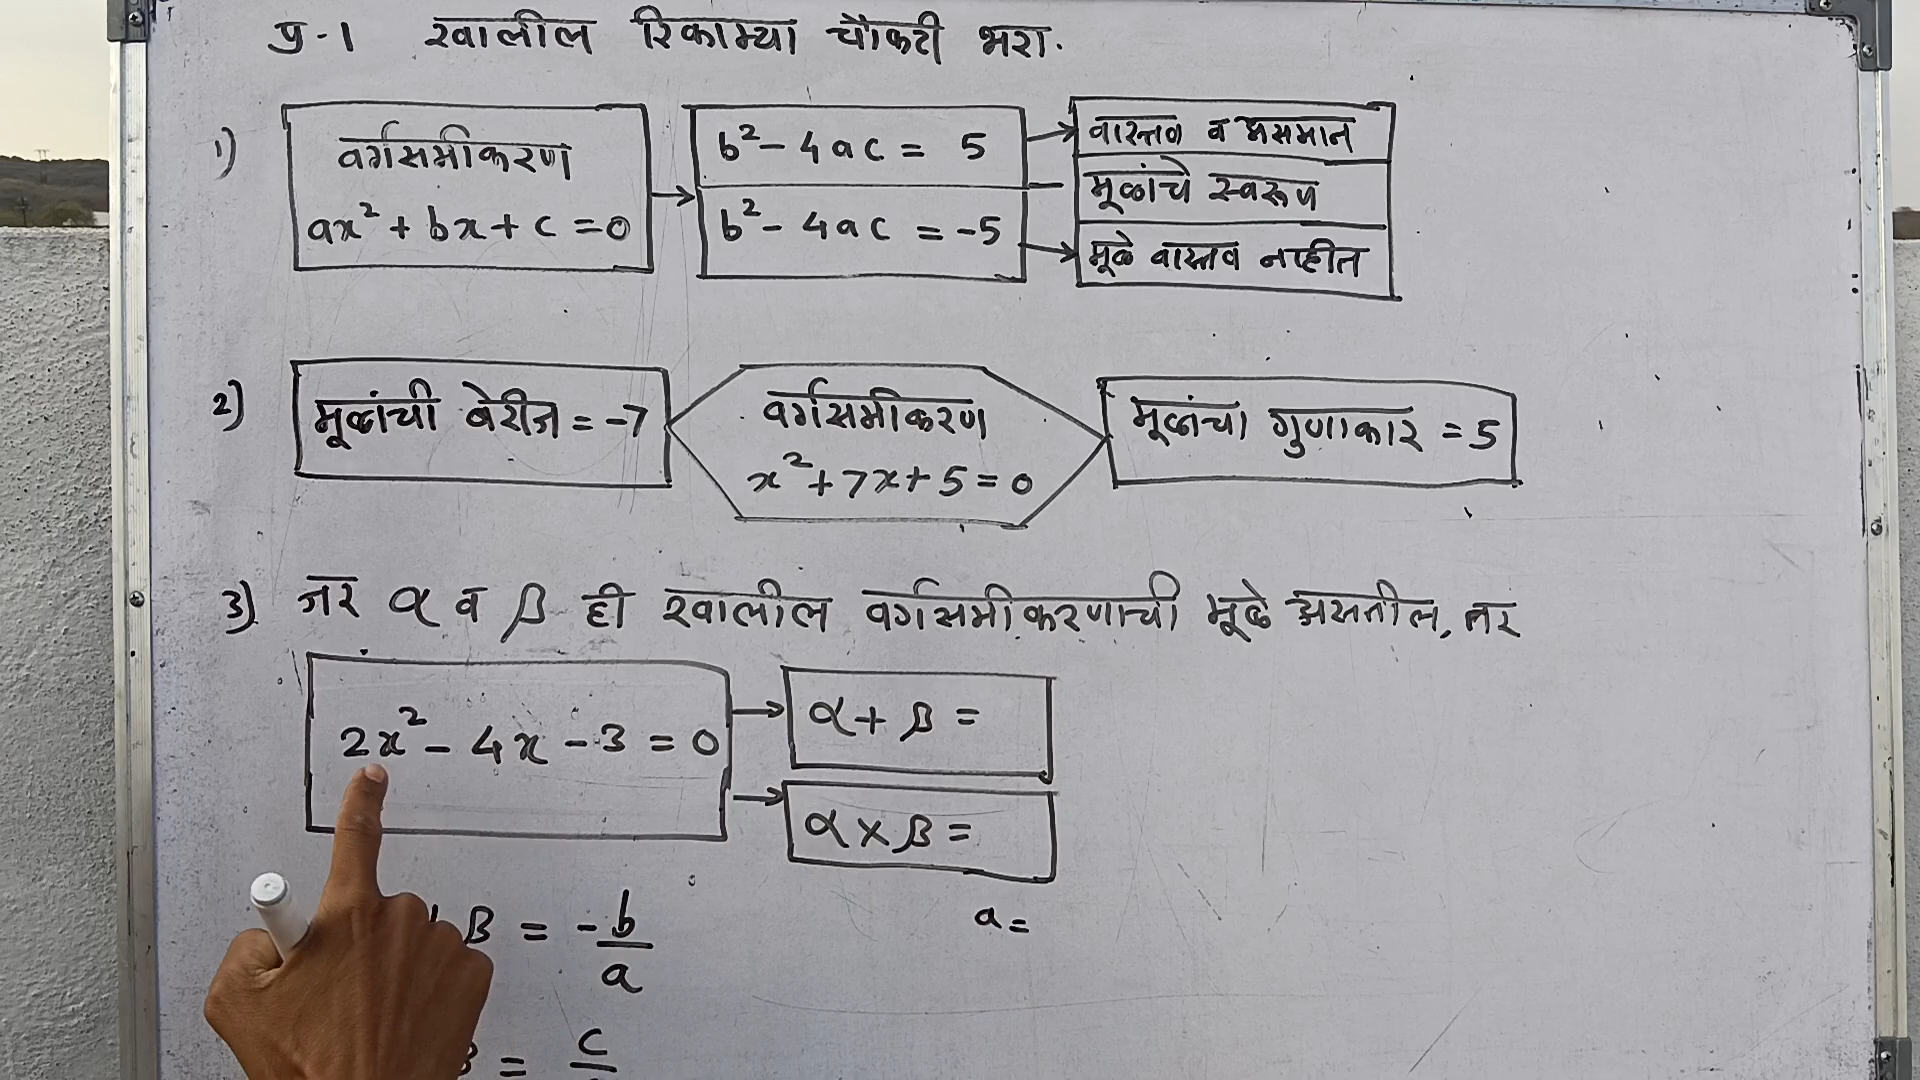 प्र-1 खालील रिकाम्या चौकटी भरा.
1) वर्गसमीकरण
ax² + bx + c = 0
b² - 4ac = 5
b² - 4ac = -5
वास्तव व असमान
मूळांचे स्वरूप
मूळे वास्तव नाहीत
2) मूळांची बेरीज = -7
वर्गसमीकरण
x² + 7x + 5 = 0
मूळांचा गुणाकार = 5
3) जर α व β ही खालील वर्गसमीकरणाची मूळे असतील, तर
2x² - 4x - 3 = 0
α + β =
α × β =
β = -b/a
a =
β = c